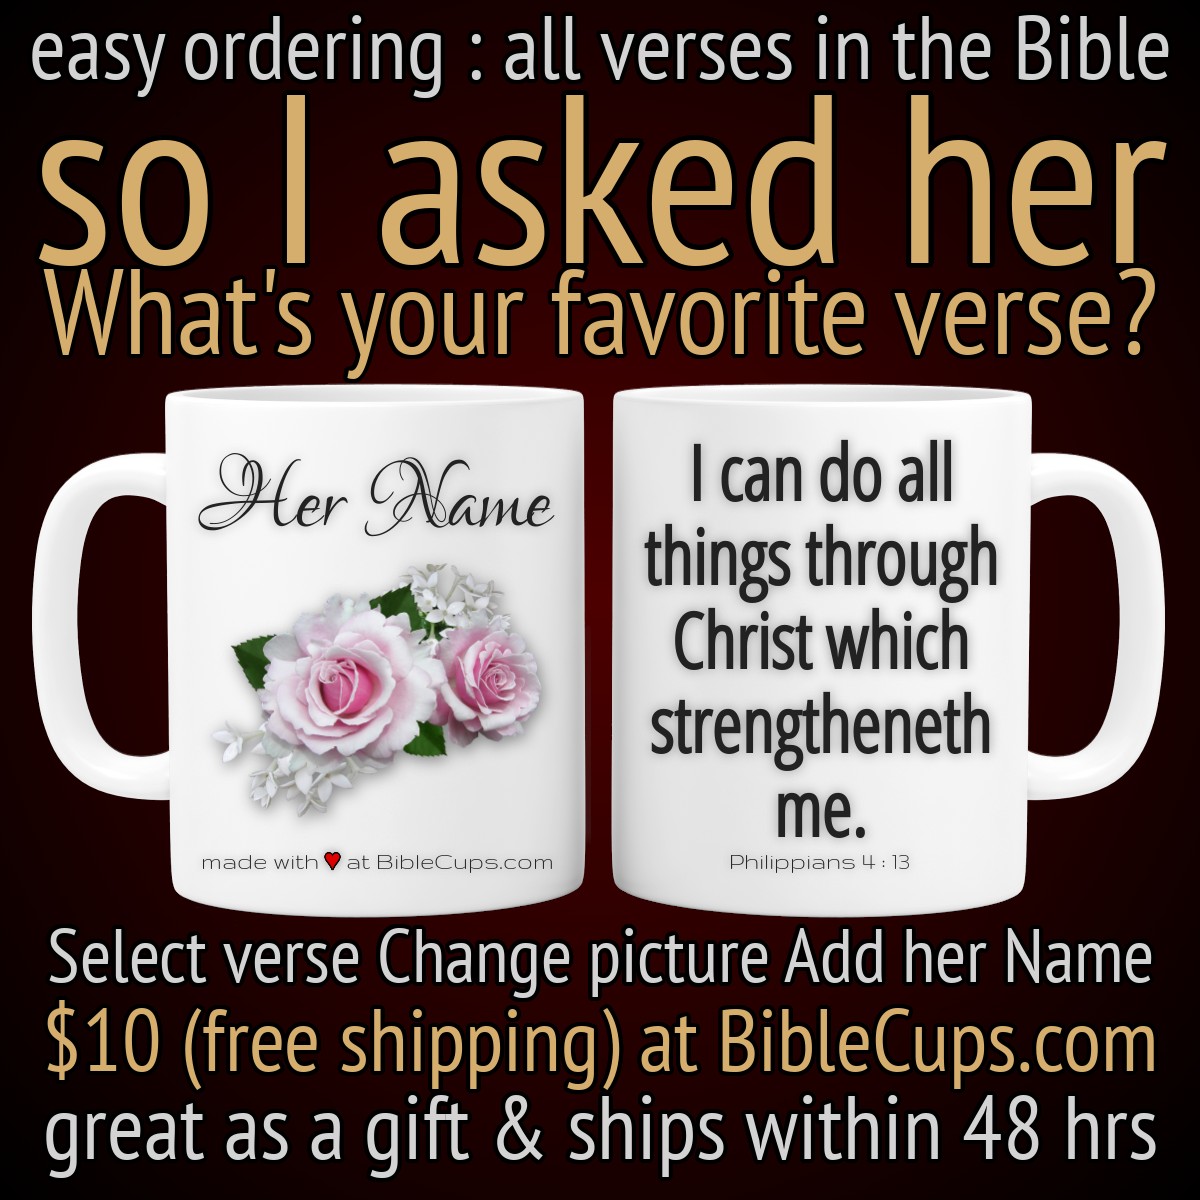 easy ordering : all verses in the Bible
so I asked her
What's your favorite verse?
Her Name
made with ♥ at BibleCups.com
I can do all
things through
Christ which
strengtheneth
me.
Philippians 4 : 13
Select verse Change picture Add her Name
$10 (free shipping) at BibleCups.com
great as a gift & ships within 48 hrs